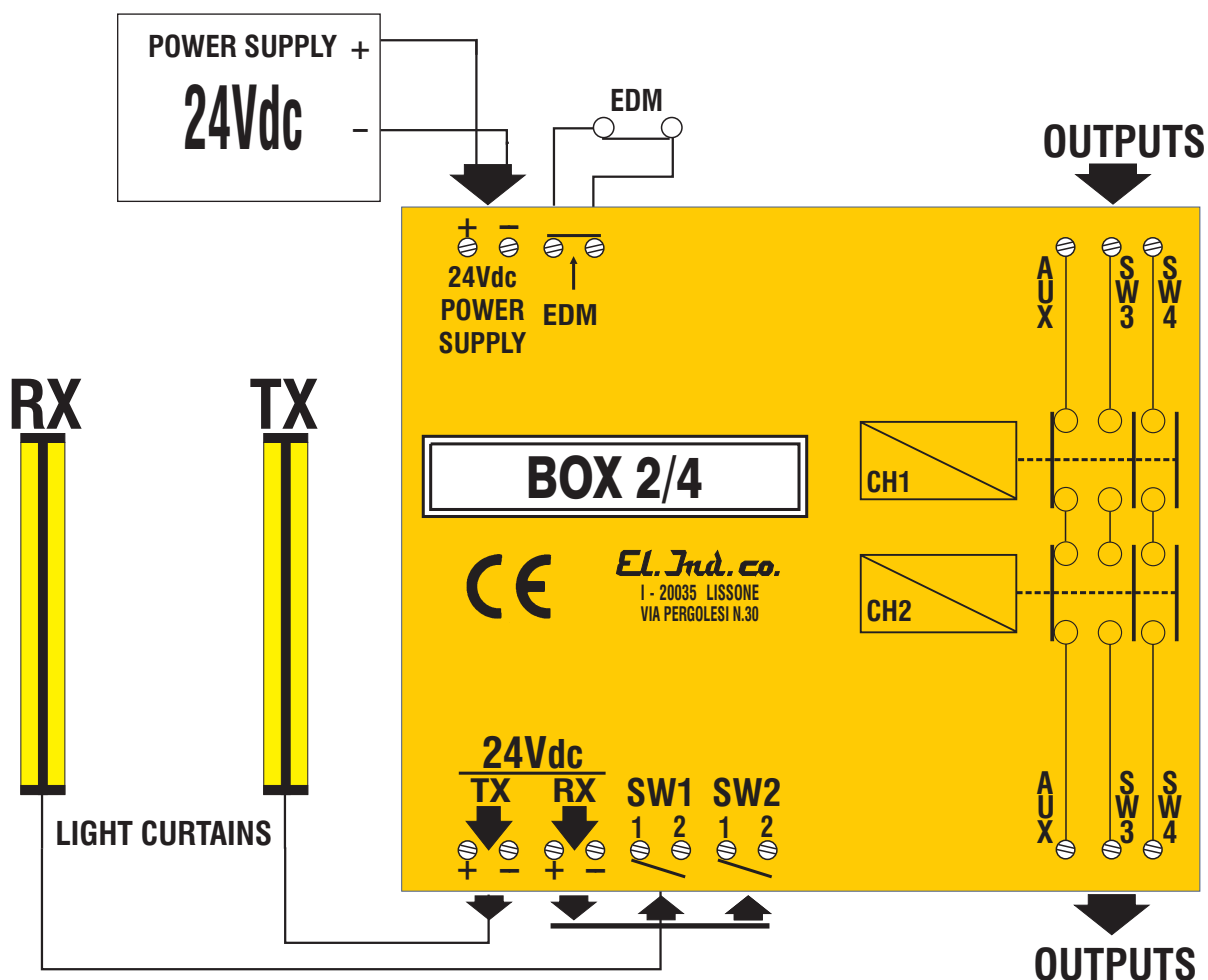 POWER SUPPLY +
24Vdc
−
EDM
OUTPUTS
+ −
24Vdc
POWER
SUPPLY
EDM
AUX
SW3
SW4
RX
TX
BOX 2/4
CH1
CE
El. Ind. co.
I - 20035 LISSONE
VIA PERGOLESI N.30
CH2
24Vdc
TX RX SW1 SW2
1 2 1 2
+ − + −
LIGHT CURTAINS
AUX
SW3
SW4
OUTPUTS